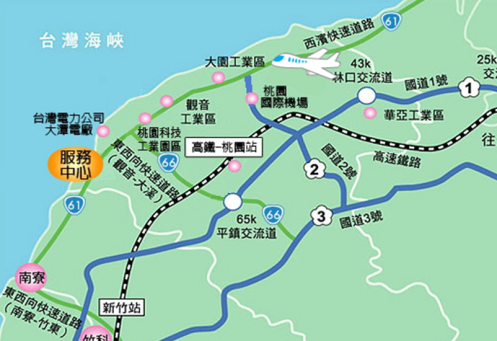 台灣海峽
西濱快速道路
61
大園工業區
43k
林口交流道
25k
交
國道1號
1
桃園
國際機場
華亞工業區
觀音
工業區
台灣電力公司
大潭電廠
桃園科技
工業園區
66
東西向快速道路
(觀音-大溪)
高鐵-桃園站
高速鐵路
往
服務
中心
國道2號
2
61
65k
平鎮交流道
66
3
國道3號
南寮
東西向快速道路
(南寮-竹東)
新竹站
竹科